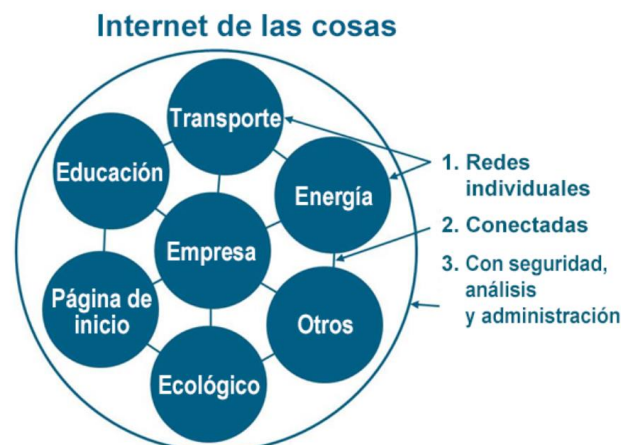 Internet de las cosas
Transporte
Educación
Energía
Empresa
Página de
inicio
Otros
Ecológico
1. Redes
individuales
2. Conectadas
3. Con seguridad,
análisis
y administración